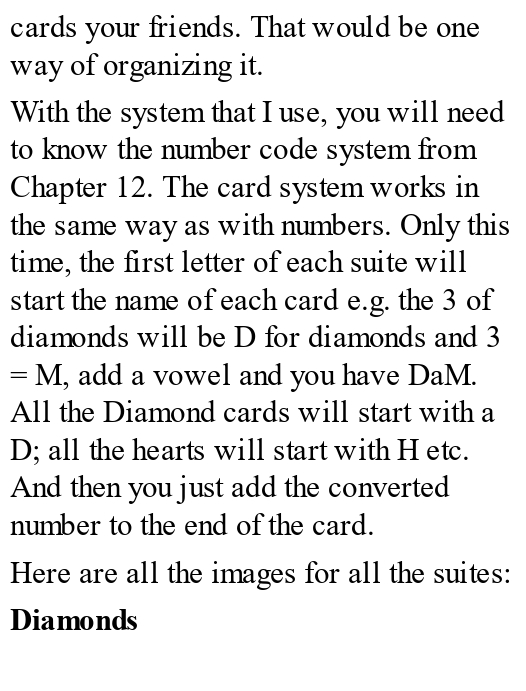 cards your friends. That would be one
way of organizing it.
With the system that I use, you will need
to know the number code system from
Chapter 12. The card system works in
the same way as with numbers. Only this
time, the first letter of each suite will
start the name of each card e.g. the 3 of
diamonds will be D for diamonds and 3
= M, add a vowel and you have DaM.
All the Diamond cards will start with a
D; all the hearts will start with H etc.
And then you just add the converted
number to the end of the card.
Here are all the images for all the suites:
Diamonds